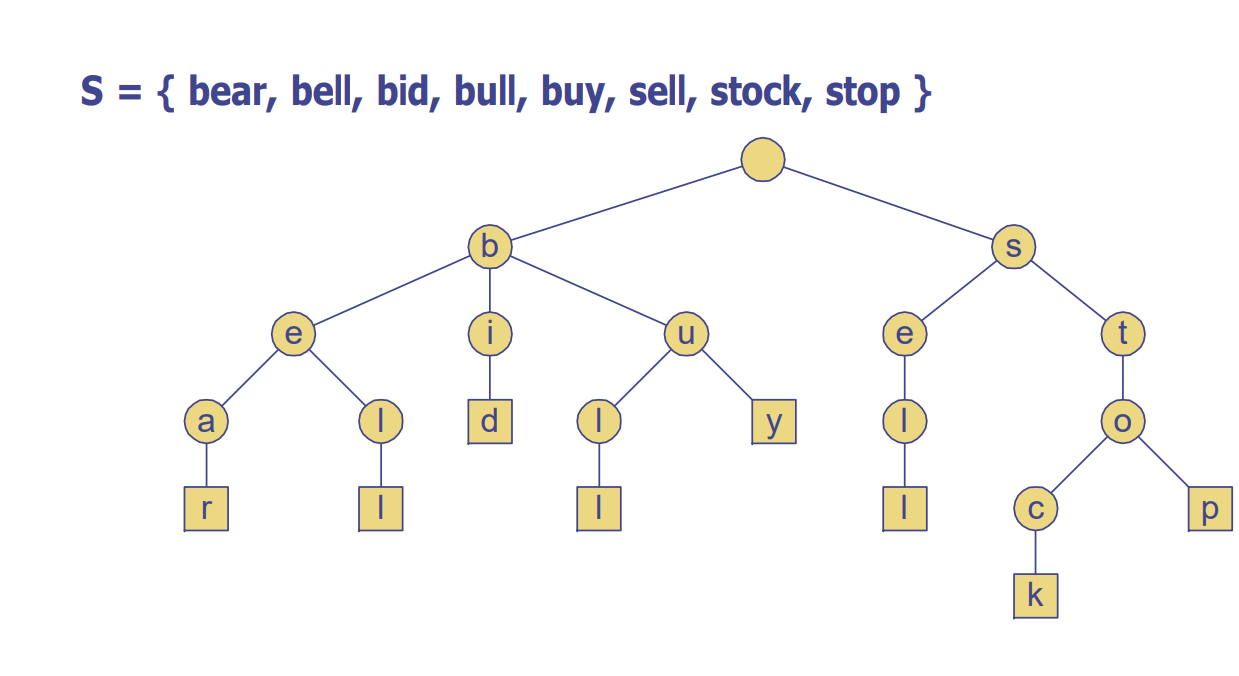 S = { bear, bell, bid, bull, buy, sell, stock, stop }
b s
e i u e t
a l d l y l o
r l l l c p
k